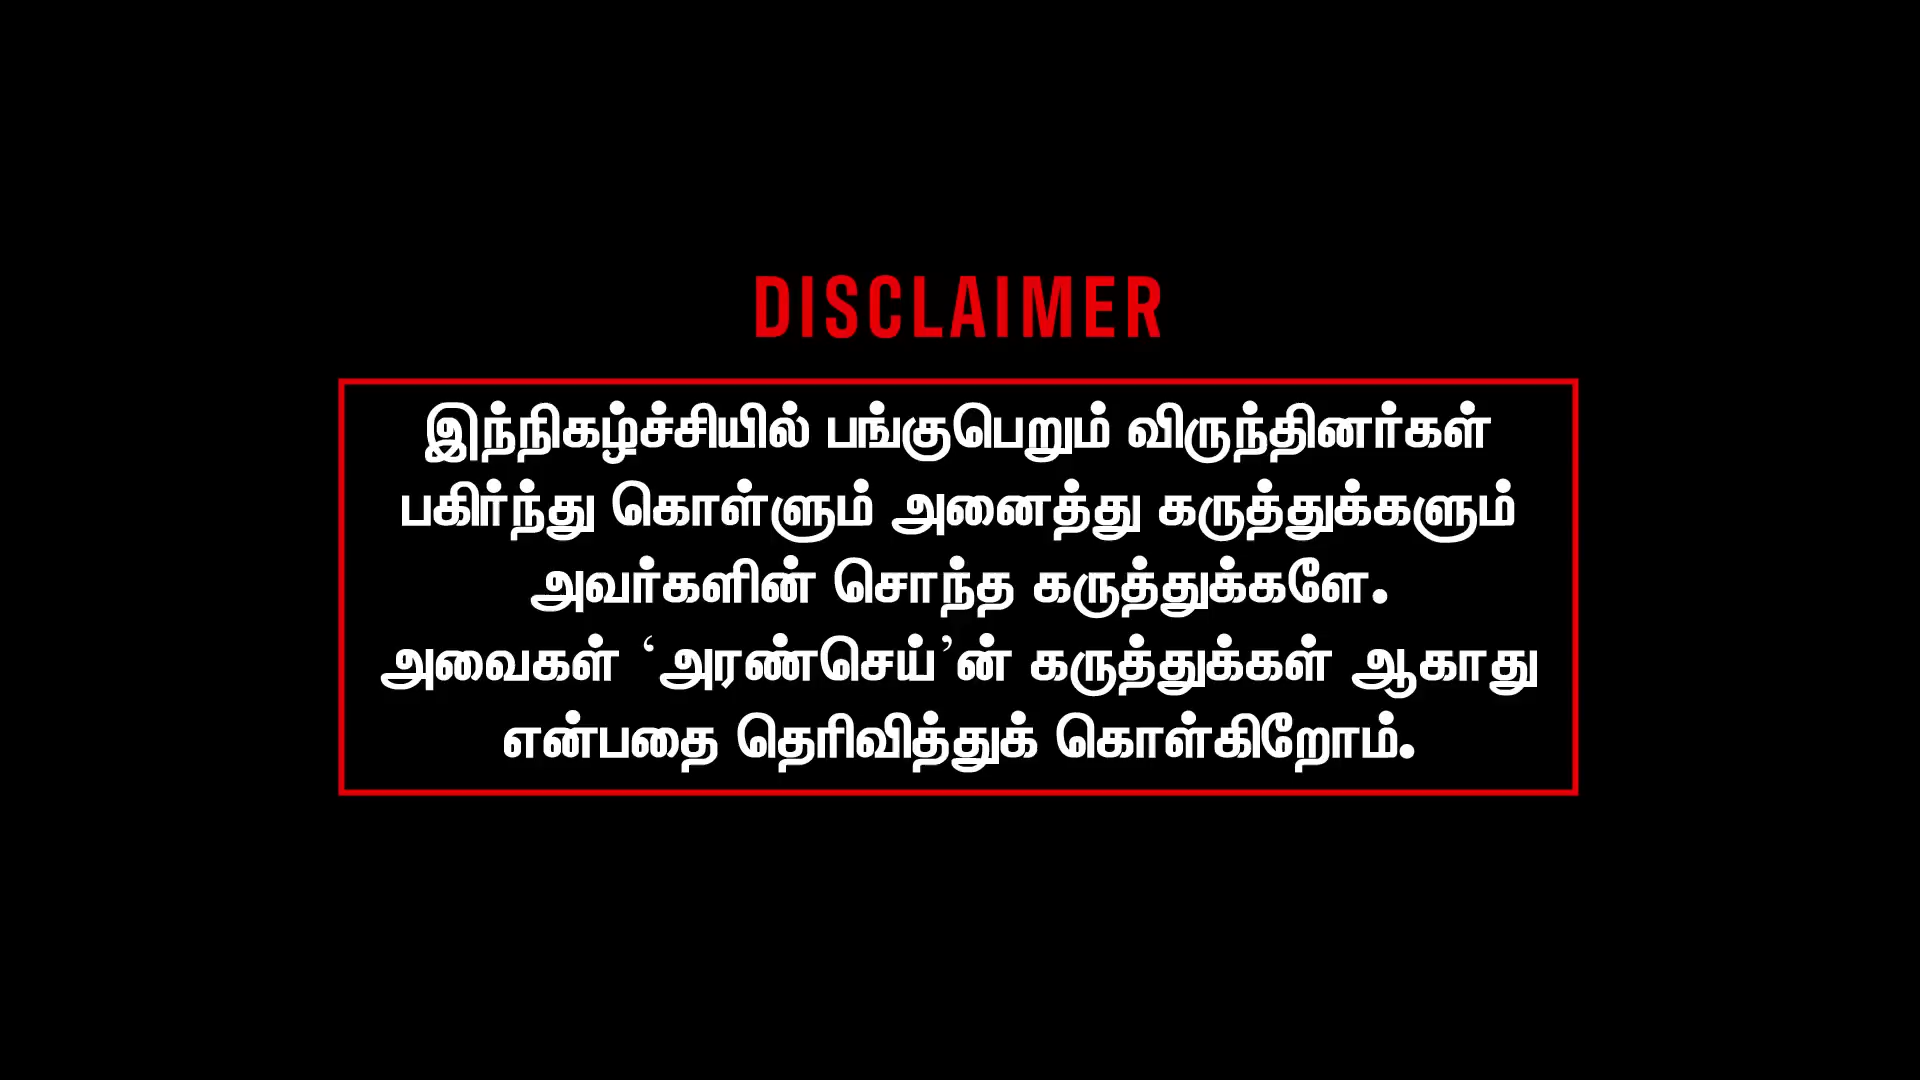 DISCLAIMER
இந்நிகழ்ச்சியில் பங்குபெறும் விருந்தினர்கள்
பகிர்ந்து கொள்ளும் அனைத்து கருத்துக்களும்
அவர்களின் சொந்த கருத்துக்களே.
அவைகள் ‘அரண்செய்’ன் கருத்துக்கள் ஆகாது
என்பதை தெரிவித்துக் கொள்கிறோம்.